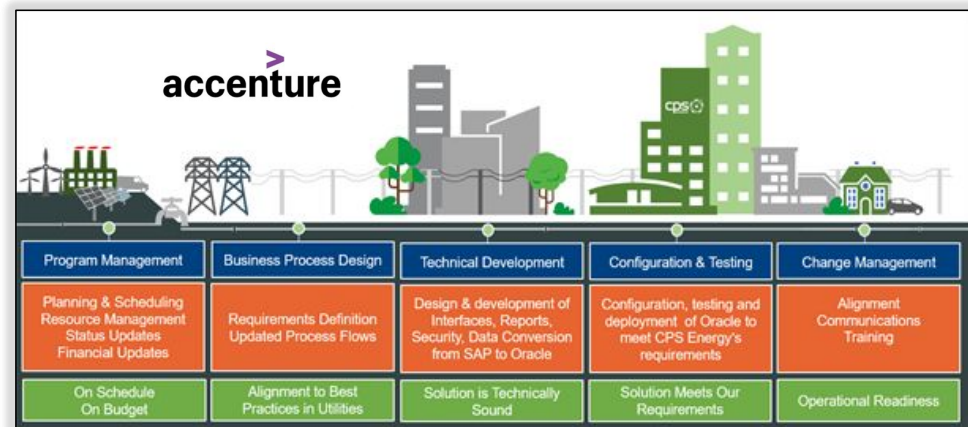 accenture
cps
Program Management
Planning & Scheduling
Resource Management
Status Updates
Financial Updates
On Schedule
On Budget
Business Process Design
Requirements Definition
Updated Process Flows
Alignment to Best
Practices in Utilities
Technical Development
Design & development of
Interfaces, Reports,
Security, Data Conversion
from SAP to Oracle
Solution is Technically
Sound
Configuration & Testing
Configuration, testing and
deployment of Oracle to
meet CPS Energy's
requirements
Solution Meets Our
Requirements
Change Management
Alignment
Communications
Training
Operational Readiness